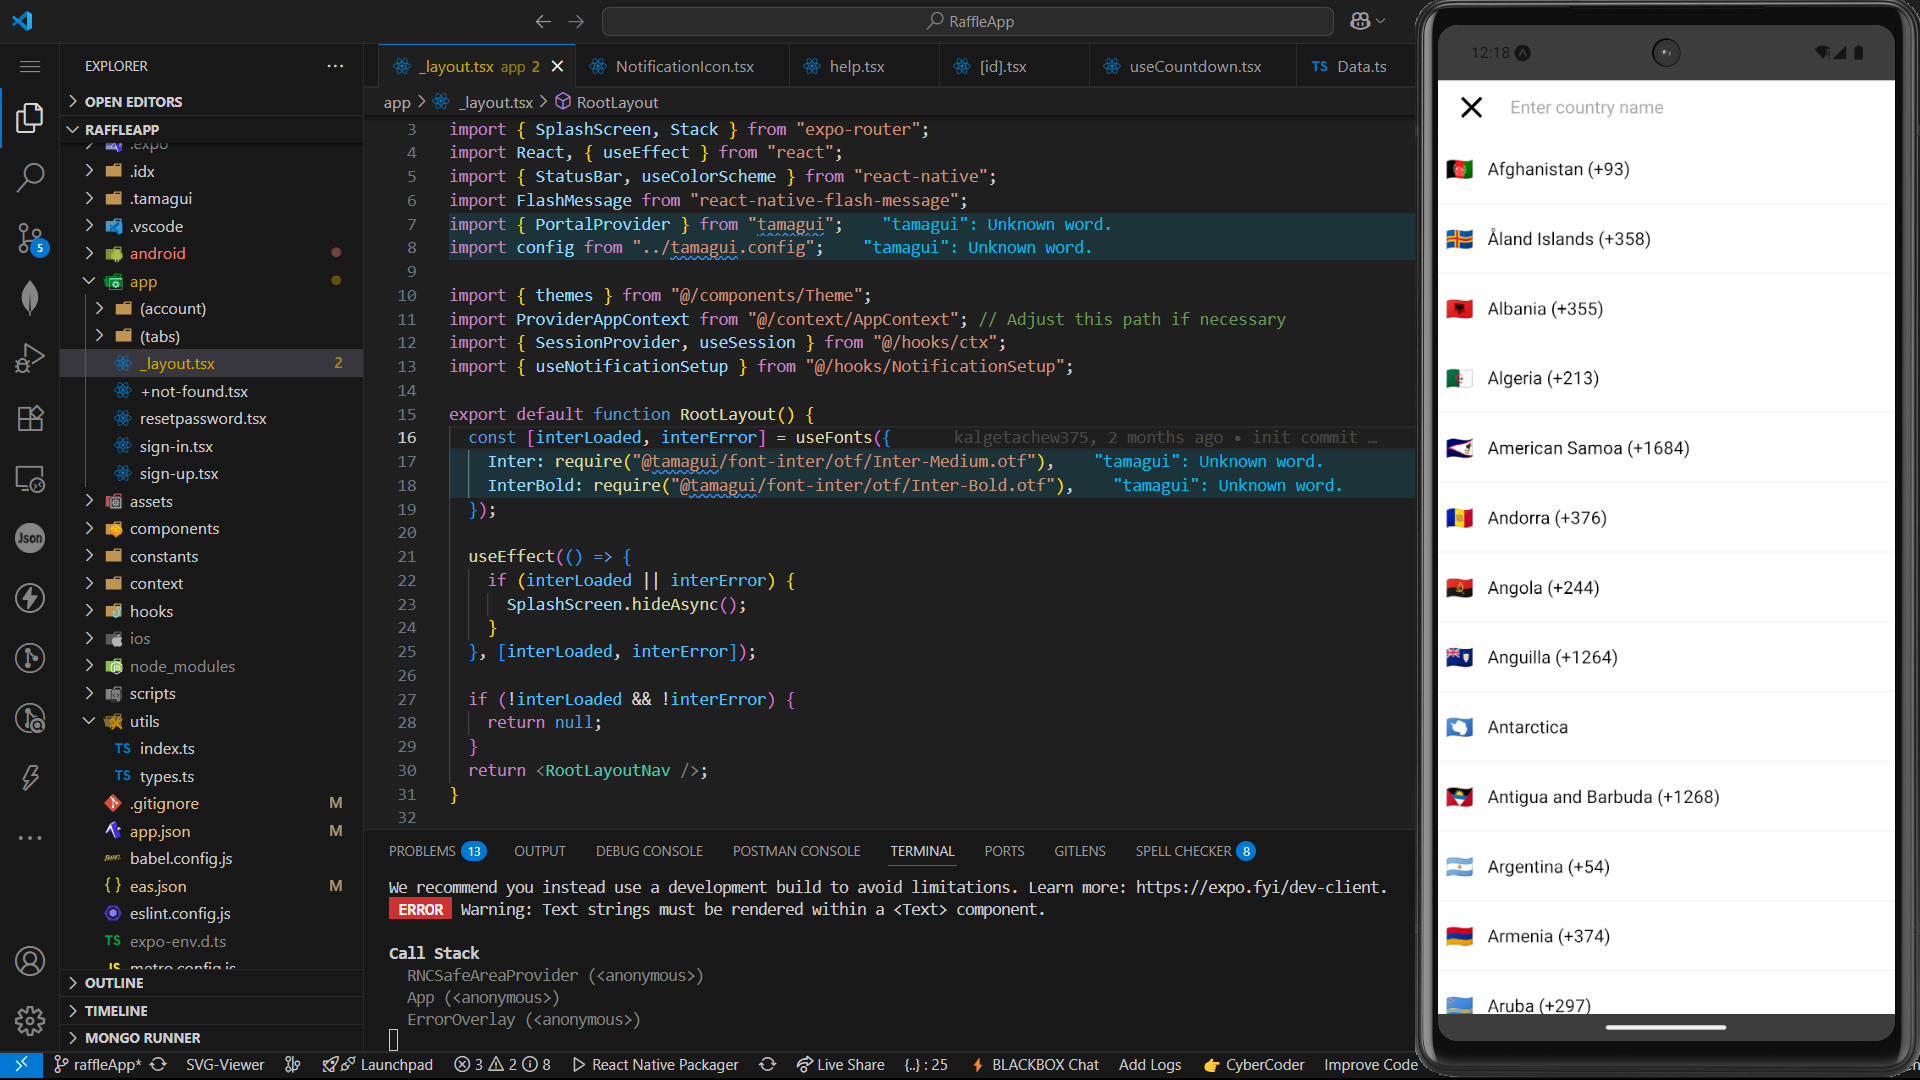 RaffleApp
EXPLORER
OPEN EDITORS
RAFFLEAPP
.expo
.idx
.tamagui
.vscode
android
app
(account)
(tabs)
_layout.tsx 2
+not-found.tsx
resetpassword.tsx
sign-in.tsx
sign-up.tsx
assets
components
constants
context
hooks
ios
node_modules
scripts
utils
TS index.ts
TS types.ts
.gitignore M
app.json M
babel.config.js
{} eas.json M
eslint.config.js
TS expo-env.d.ts
JS metro.config.js
OUTLINE
TIMELINE
MONGO RUNNER
5
Json
_layout.tsx app 2
NotificationIcon.tsx
help.tsx
[id].tsx
useCountdown.tsx
TS Data.ts
app > _layout.tsx > RootLayout
3 import { SplashScreen, Stack } from "expo-router";
4 import React, { useEffect } from "react";
5 import { StatusBar, useColorScheme } from "react-native";
6 import FlashMessage from "react-native-flash-message";
7 import { PortalProvider } from "tamagui"; "tamagui": Unknown word.
8 import config from "../tamagui.config"; "tamagui": Unknown word.
9
10 import { themes } from "@/components/Theme";
11 import ProviderAppContext from "@/context/AppContext"; // Adjust this path if necessary
12 import { SessionProvider, useSession } from "@/hooks/ctx";
13 import { useNotificationSetup } from "@/hooks/NotificationSetup";
14
15 export default function RootLayout() {
16 const [interLoaded, interError] = useFonts({ kalgetachew375, 2 months ago • init commit …
17 Inter: require("@tamagui/font-inter/otf/Inter-Medium.otf"), "tamagui": Unknown word.
18 InterBold: require("@tamagui/font-inter/otf/Inter-Bold.otf"), "tamagui": Unknown word.
19 });
20
21 useEffect(() => {
22 if (interLoaded || interError) {
23 SplashScreen.hideAsync();
24 }
25 }, [interLoaded, interError]);
26
27 if (!interLoaded && !interError) {
28 return null;
29 }
30 return <RootLayoutNav />;
31 }
32
PROBLEMS 13 OUTPUT DEBUG CONSOLE POSTMAN CONSOLE TERMINAL PORTS GITLENS SPELL CHECKER 8
We recommend you instead use a development build to avoid limitations. Learn more: https://expo.fyi/dev-client.
ERROR Warning: Text strings must be rendered within a <Text> component.
Call Stack
RNCSafeAreaProvider (<anonymous>)
App (<anonymous>)
ErrorOverlay (<anonymous>)
raffleApp* SVG-Viewer Launchpad 3 2 8 React Native Packager Live Share {..} : 25 BLACKBOX Chat Add Logs CyberCoder Improve Code
12:18
Enter country name
Afghanistan (+93)
Åland Islands (+358)
Albania (+355)
Algeria (+213)
American Samoa (+1684)
Andorra (+376)
Angola (+244)
Anguilla (+1264)
Antarctica
Antigua and Barbuda (+1268)
Argentina (+54)
Armenia (+374)
Aruba (+297)